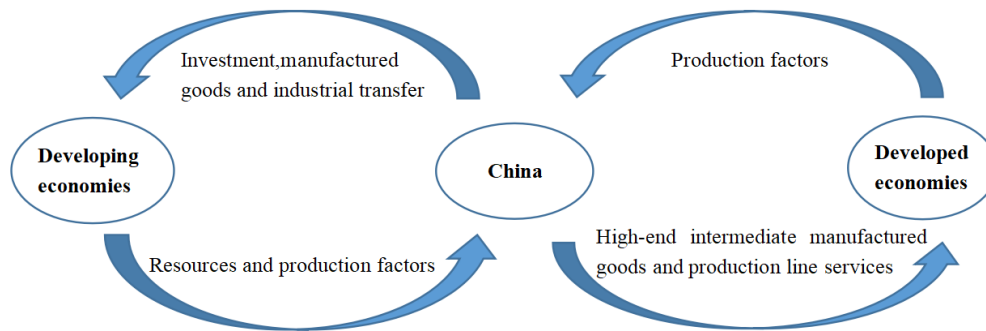 Investment,manufactured
goods and industrial transfer
Production factors
Developing
economies
China
Developed
economies
Resources and production factors
High-end intermediate manufactured
goods and production line services